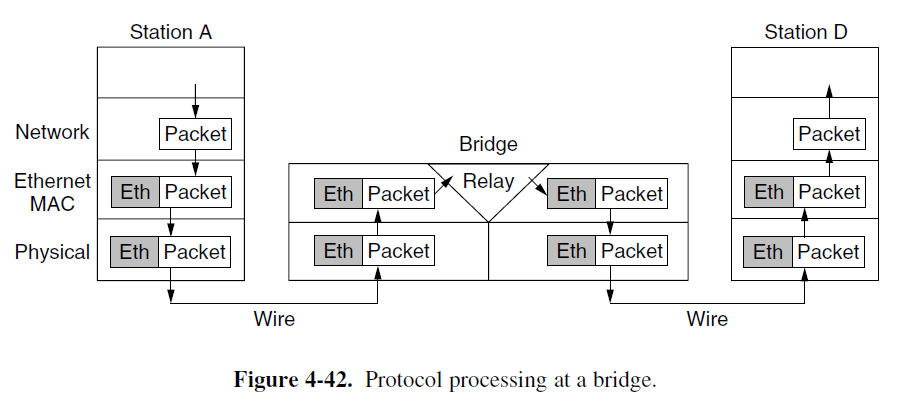 Station A
Station D
Network
Packet
Packet
Bridge
Ethernet
MAC
Eth Packet
Eth Packet
Relay
Eth Packet
Eth Packet
Physical
Eth Packet
Eth Packet
Eth Packet
Eth Packet
Wire
Wire
Figure 4-42. Protocol processing at a bridge.